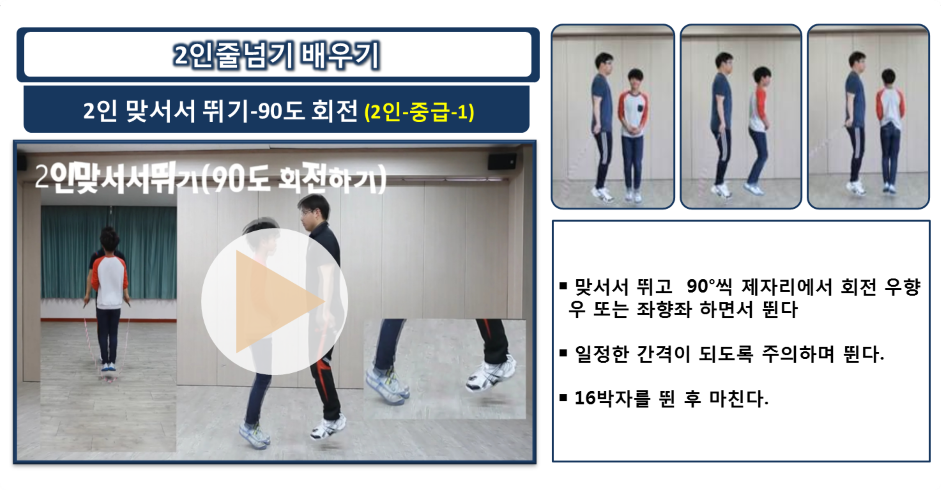 2인줄넘기 배우기
2인 맞서서 뛰기-90도 회전 (2인-중급-1)
2인맞서서뛰기(90도 회전하기)
▪ 맞서서 뛰고 90°씩 제자리에서 회전 우향
우 또는 좌향좌 하면서 뛴다
▪ 일정한 간격이 되도록 주의하며 뛴다.
▪ 16박자를 뛴 후 마친다.